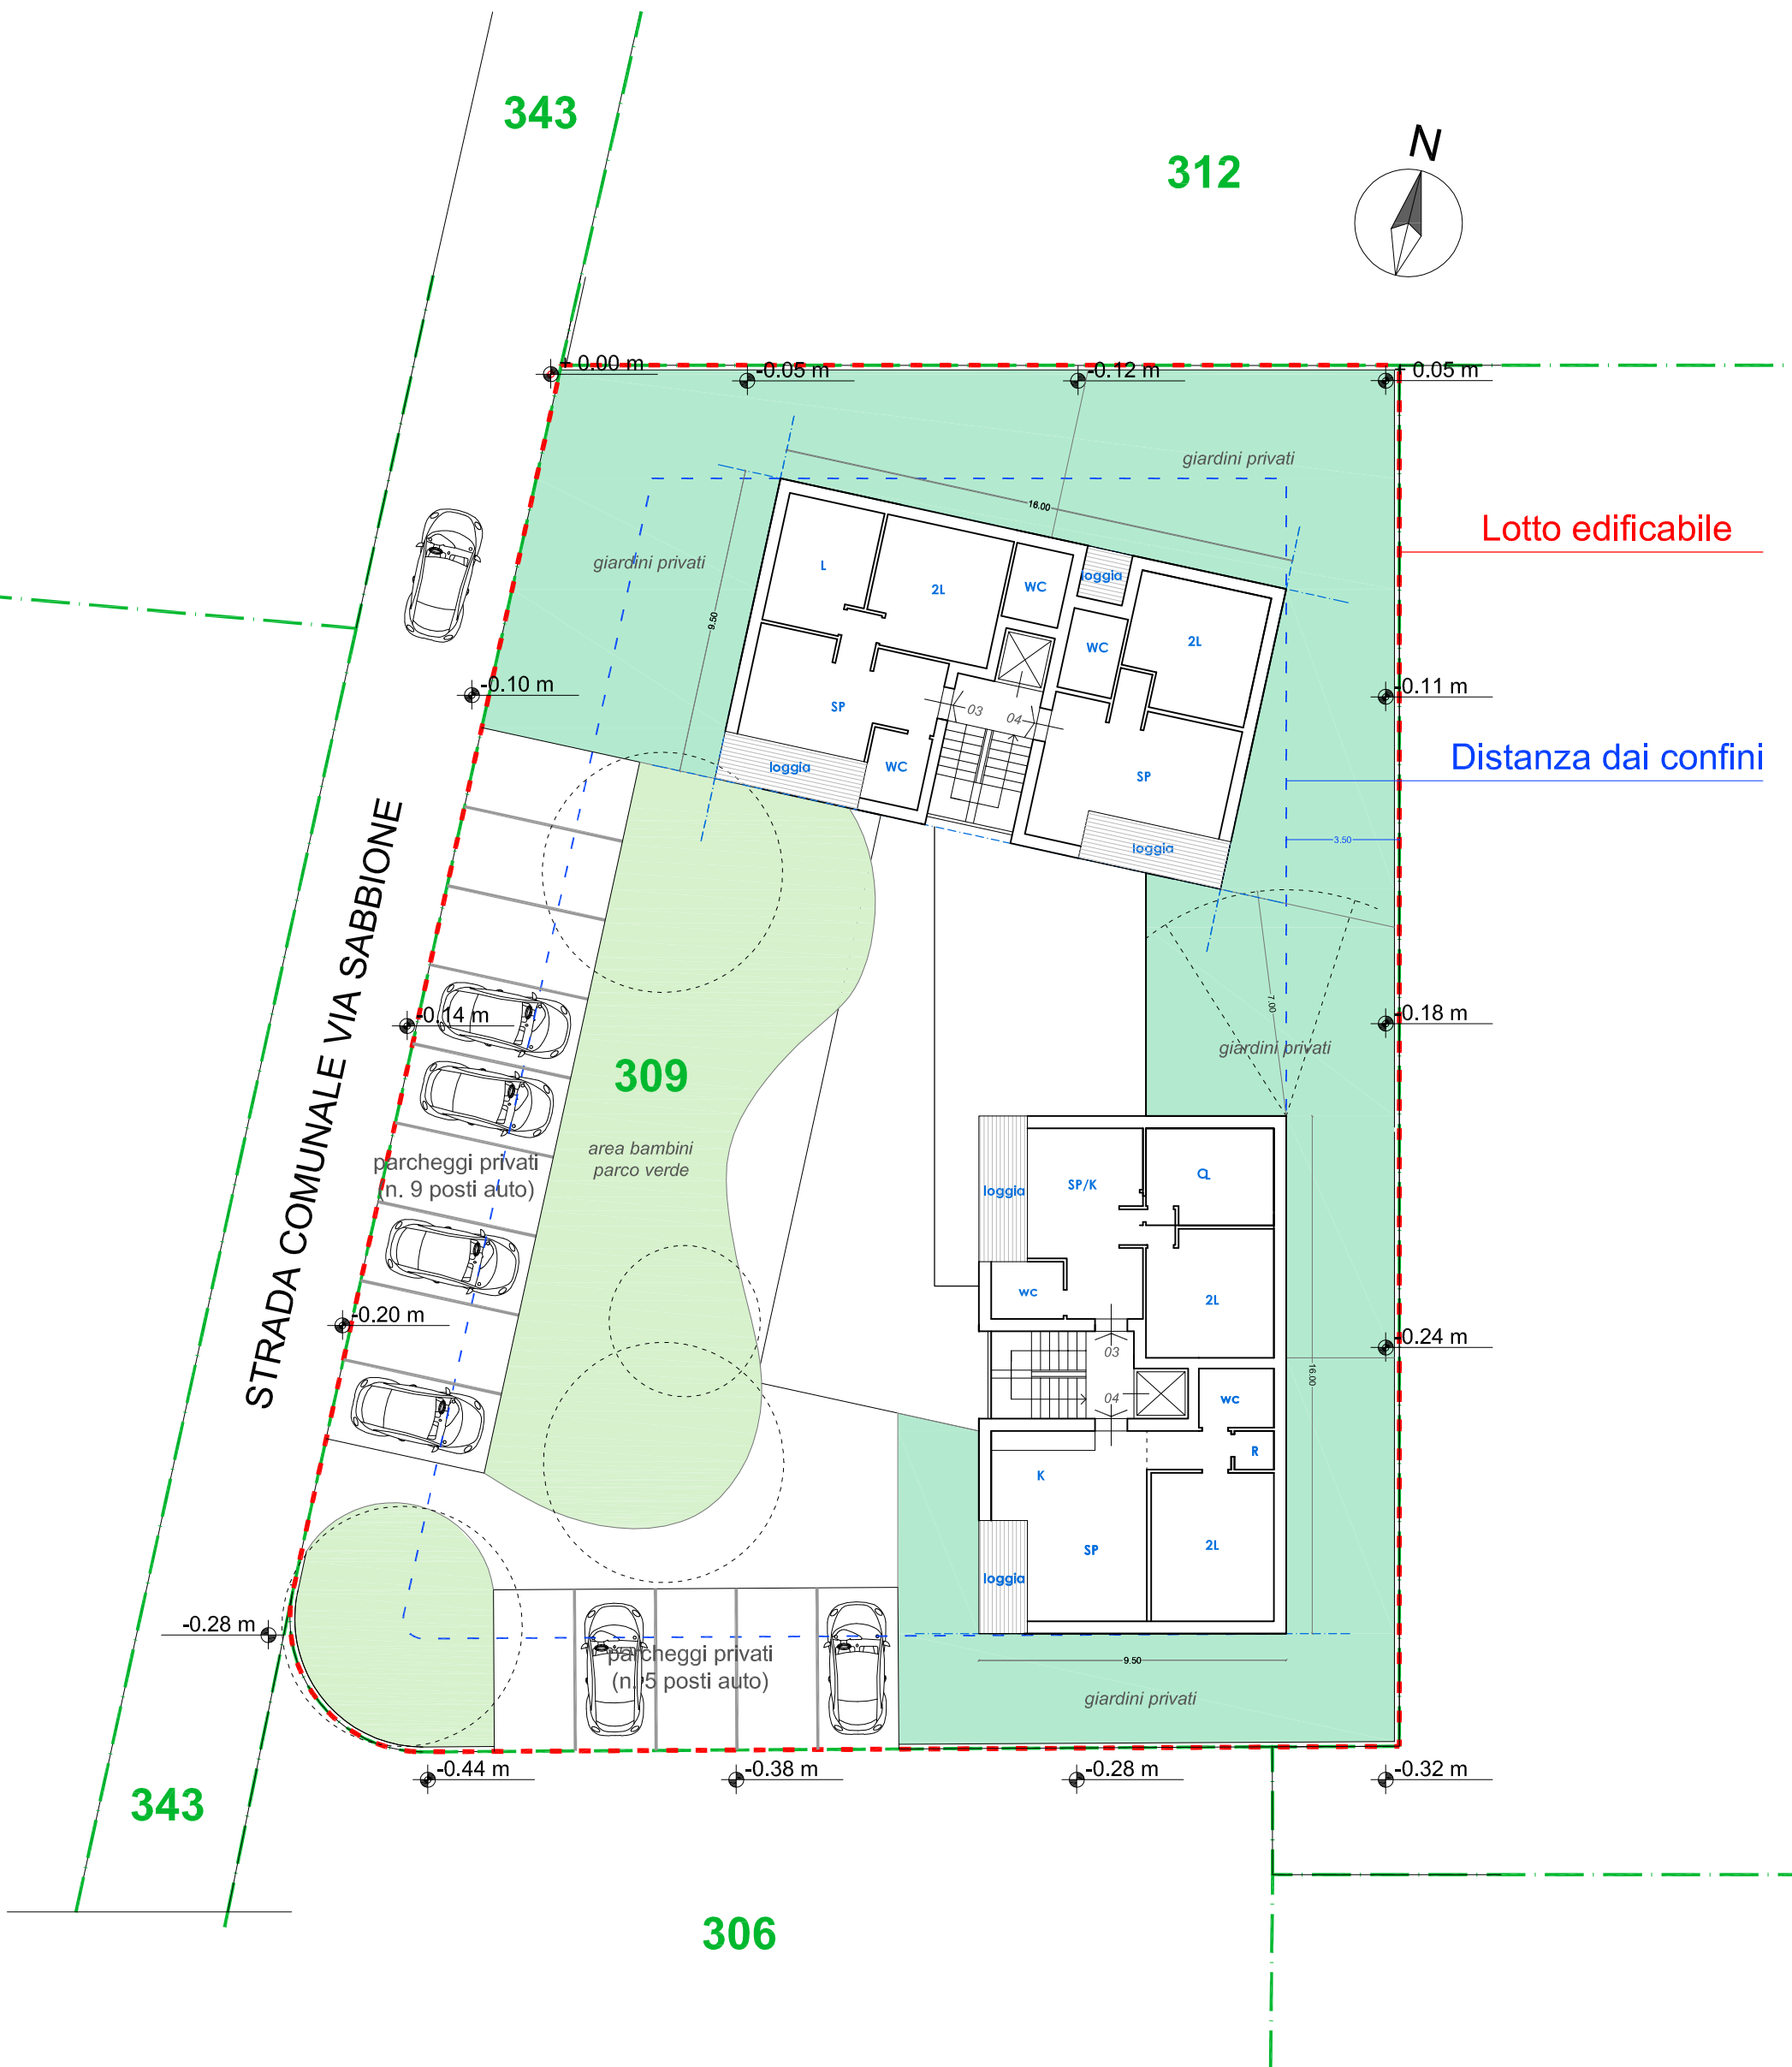 343
312
N
+ 0.00 m
-0.05 m
-0.12 m
+ 0.05 m
giardini privati
16.00
Lotto edificabile
giardini privati
L
2L
WC
loggia
9.50
WC
2L
-0.10 m
-0.11 m
SP
03
04
Distanza dai confini
loggia
WC
SP
loggia
3.50
STRADA COMUNALE VIA SABBIONE
-0.14 m
7.00
-0.18 m
giardini privati
309
area bambini
parco verde
parcheggi privati
(n. 9 posti auto)
loggia
SP/K
CL
wc
2L
-0.20 m
-0.24 m
03
16.00
04
wc
R
K
SP
2L
loggia
-0.28 m
parcheggi privati
(n. 5 posti auto)
9.50
giardini privati
-0.44 m
-0.38 m
-0.28 m
-0.32 m
343
306